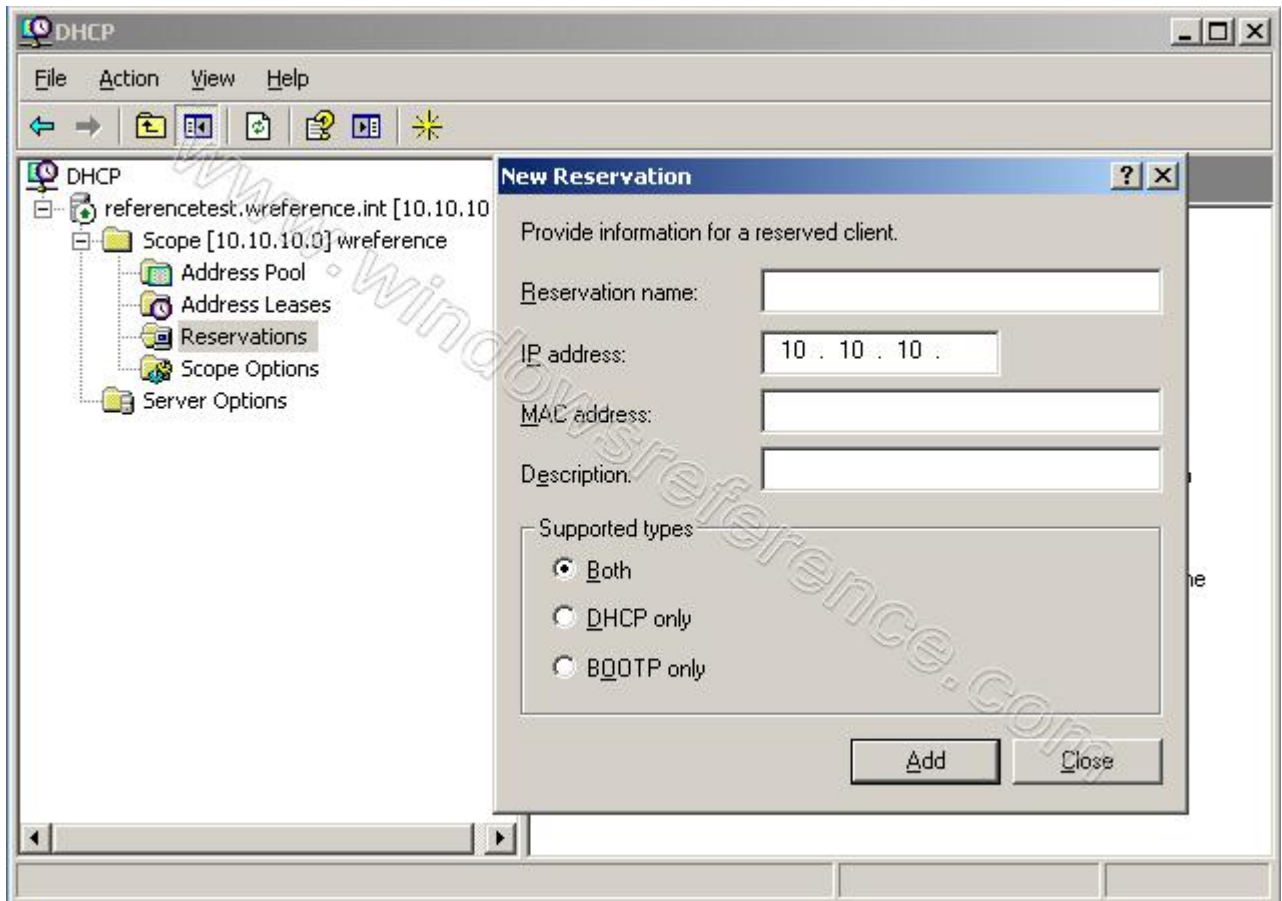 DHCP
File Action View Help
DHCP
referencetest.wreference.int [10.10.10
Scope [10.10.10.0] wreference
Address Pool
Address Leases
Reservations
Scope Options
Server Options
New Reservation
Provide information for a reserved client.
Reservation name:
IP address:
10 . 10 . 10 .
MAC address:
Description:
Supported types
Both
DHCP only
BOOTP only
Add Close
www.windowsreference.com